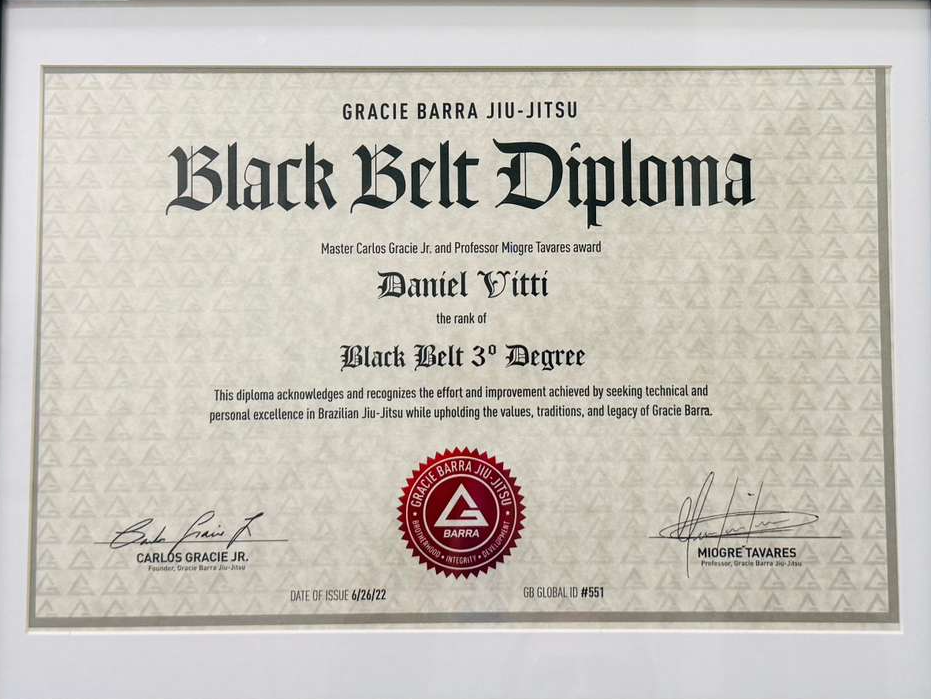 GRACIE BARRA JIU-JITSU
Black Belt Diploma
Master Carlos Gracie Jr. and Professor Miogre Tavares award
Daniel Vitti
the rank of
Black Belt 3º Degree
This diploma acknowledges and recognizes the effort and improvement achieved by seeking technical and
personal excellence in Brazilian Jiu-Jitsu while upholding the values, traditions, and legacy of Gracie Barra.
GRACIE BARRA JIU-JITSU
BARRA
BROTHERHOOD • INTEGRITY • DEVELOPMENT
CARLOS GRACIE JR.
Founder, Gracie Barra Jiu-Jitsu
MIOGRE TAVARES
Professor, Gracie Barra Jiu-Jitsu
DATE OF ISSUE 6/26/22
GB GLOBAL ID #551